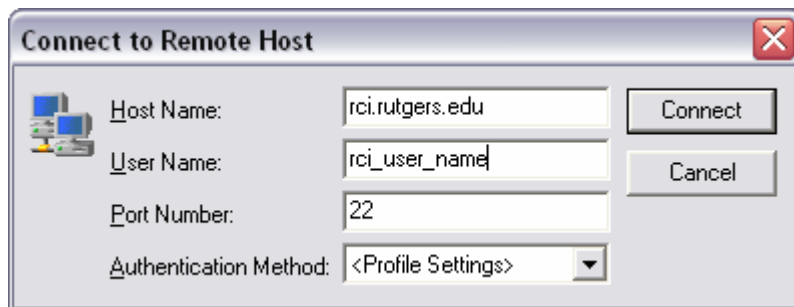 Connect to Remote Host
Host Name: rci.rutgers.edu Connect
User Name: rci_user_name Cancel
Port Number: 22
Authentication Method: <Profile Settings>